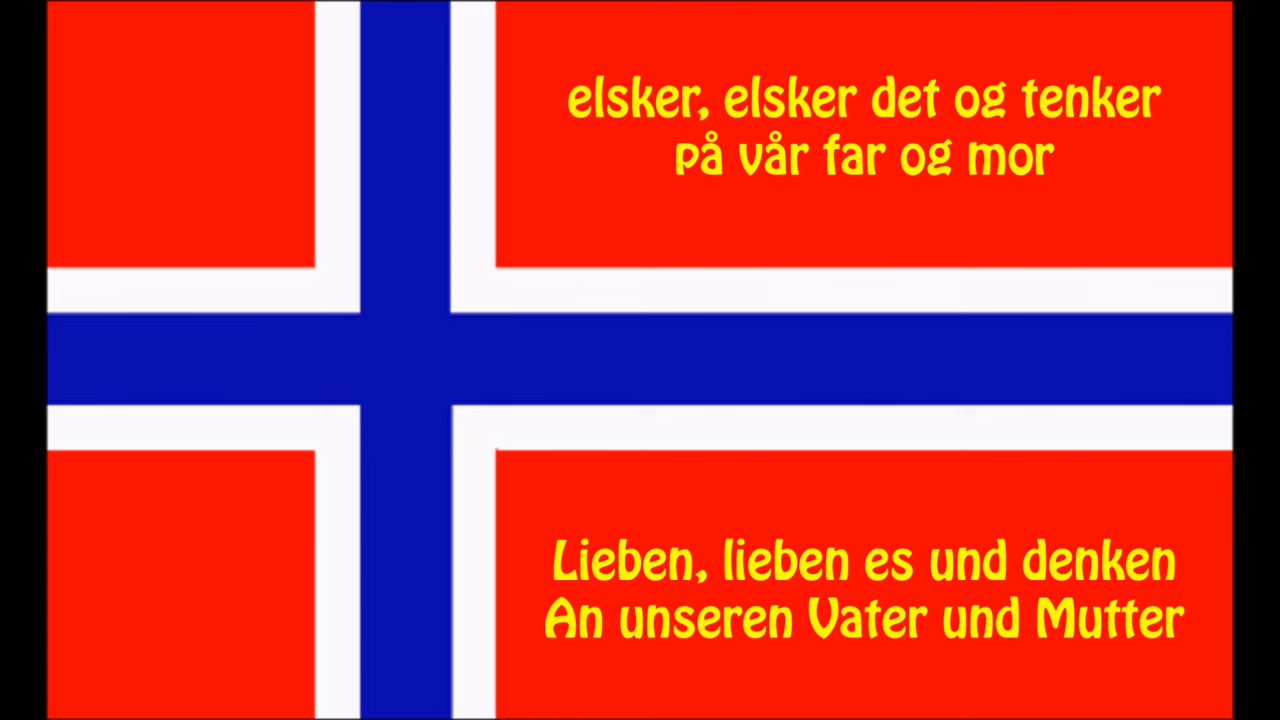 elsker, elsker det og tenker
på vår far og mor
Lieben, lieben es und denken
An unseren Vater und Mutter